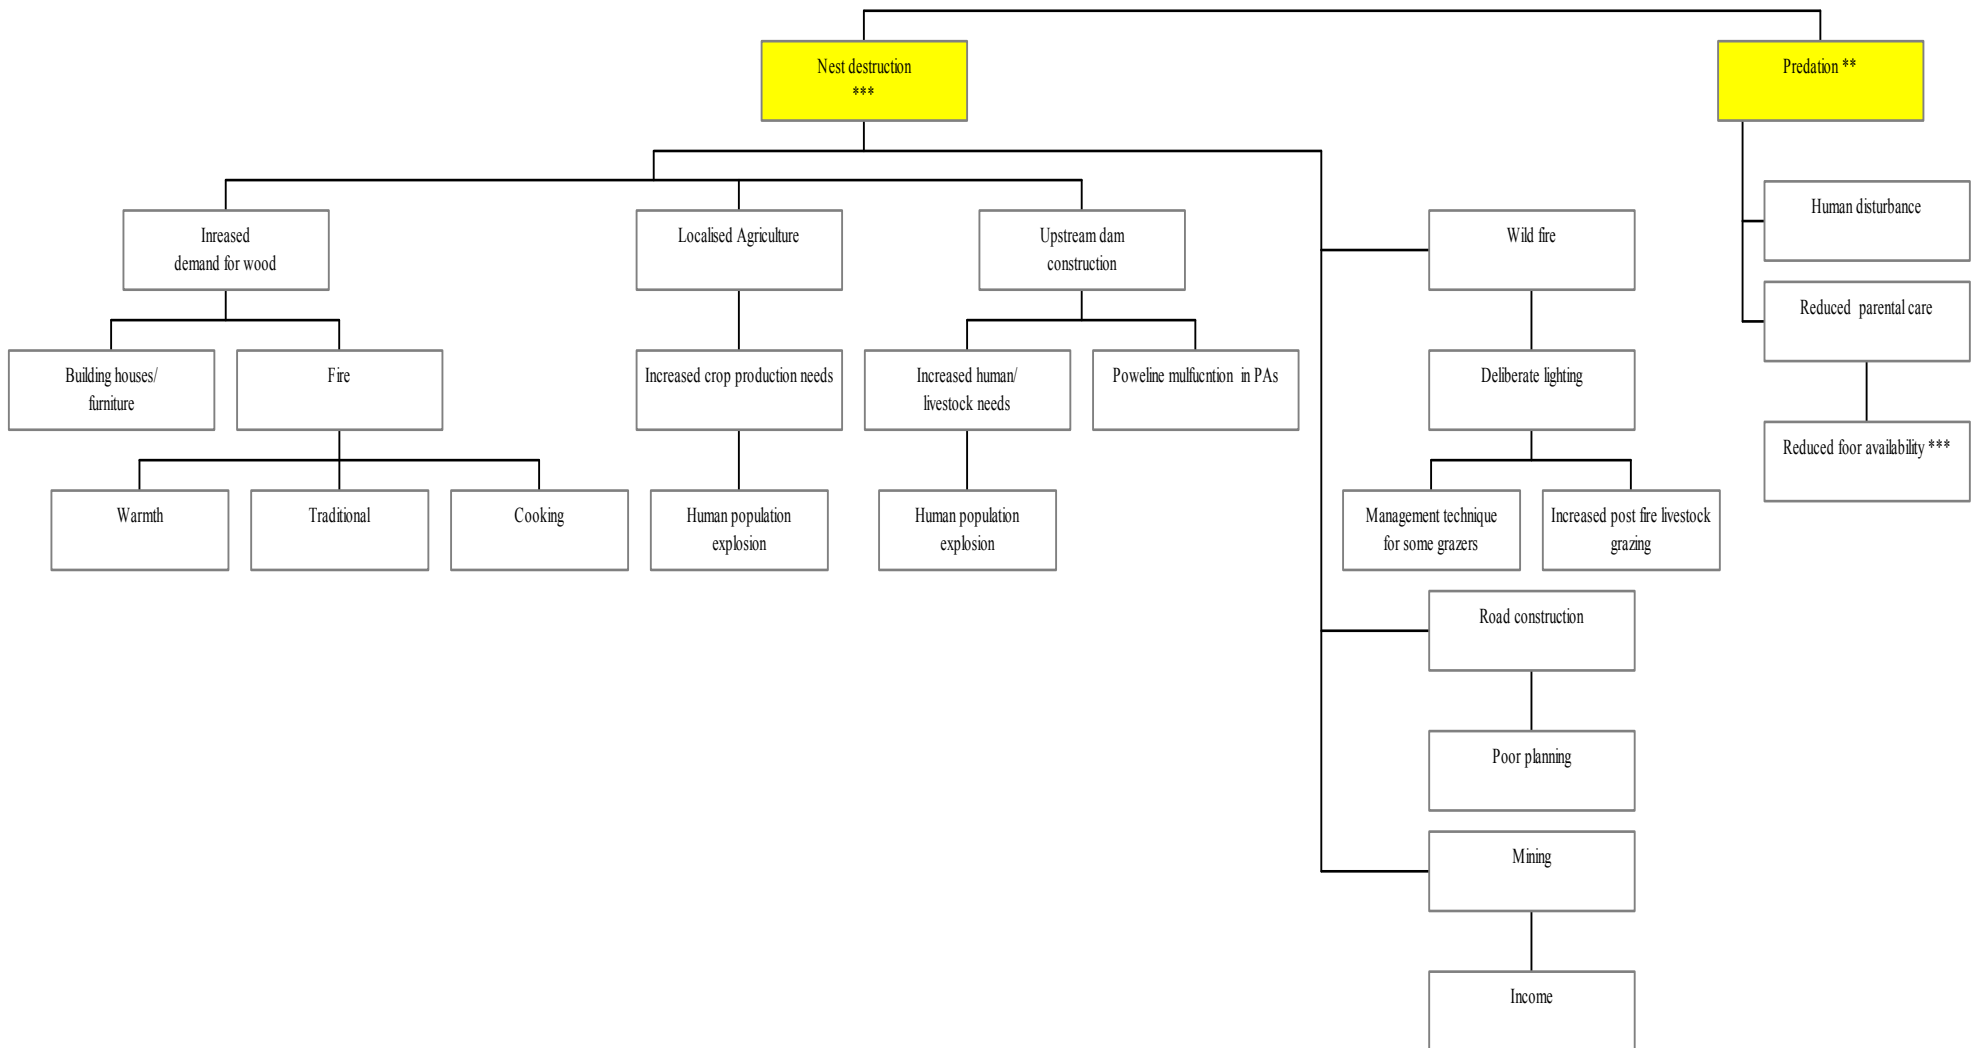 Nest destruction
***
Predation **
Inreased
demand for wood
Localised Agriculture
Upstream dam
construction
Wild fire
Human disturbance
Reduced  parental care
Building houses/
furniture
Fire
Increased crop production needs
Increased human/
livestock needs
Poweline mulfucntion  in PAs
Deliberate lighting
Reduced foor availability ***
Warmth
Traditional
Cooking
Human population
explosion
Human population
explosion
Management technique
for some grazers
Increased post fire livestock
grazing
Road construction
Poor planning
Mining
Income